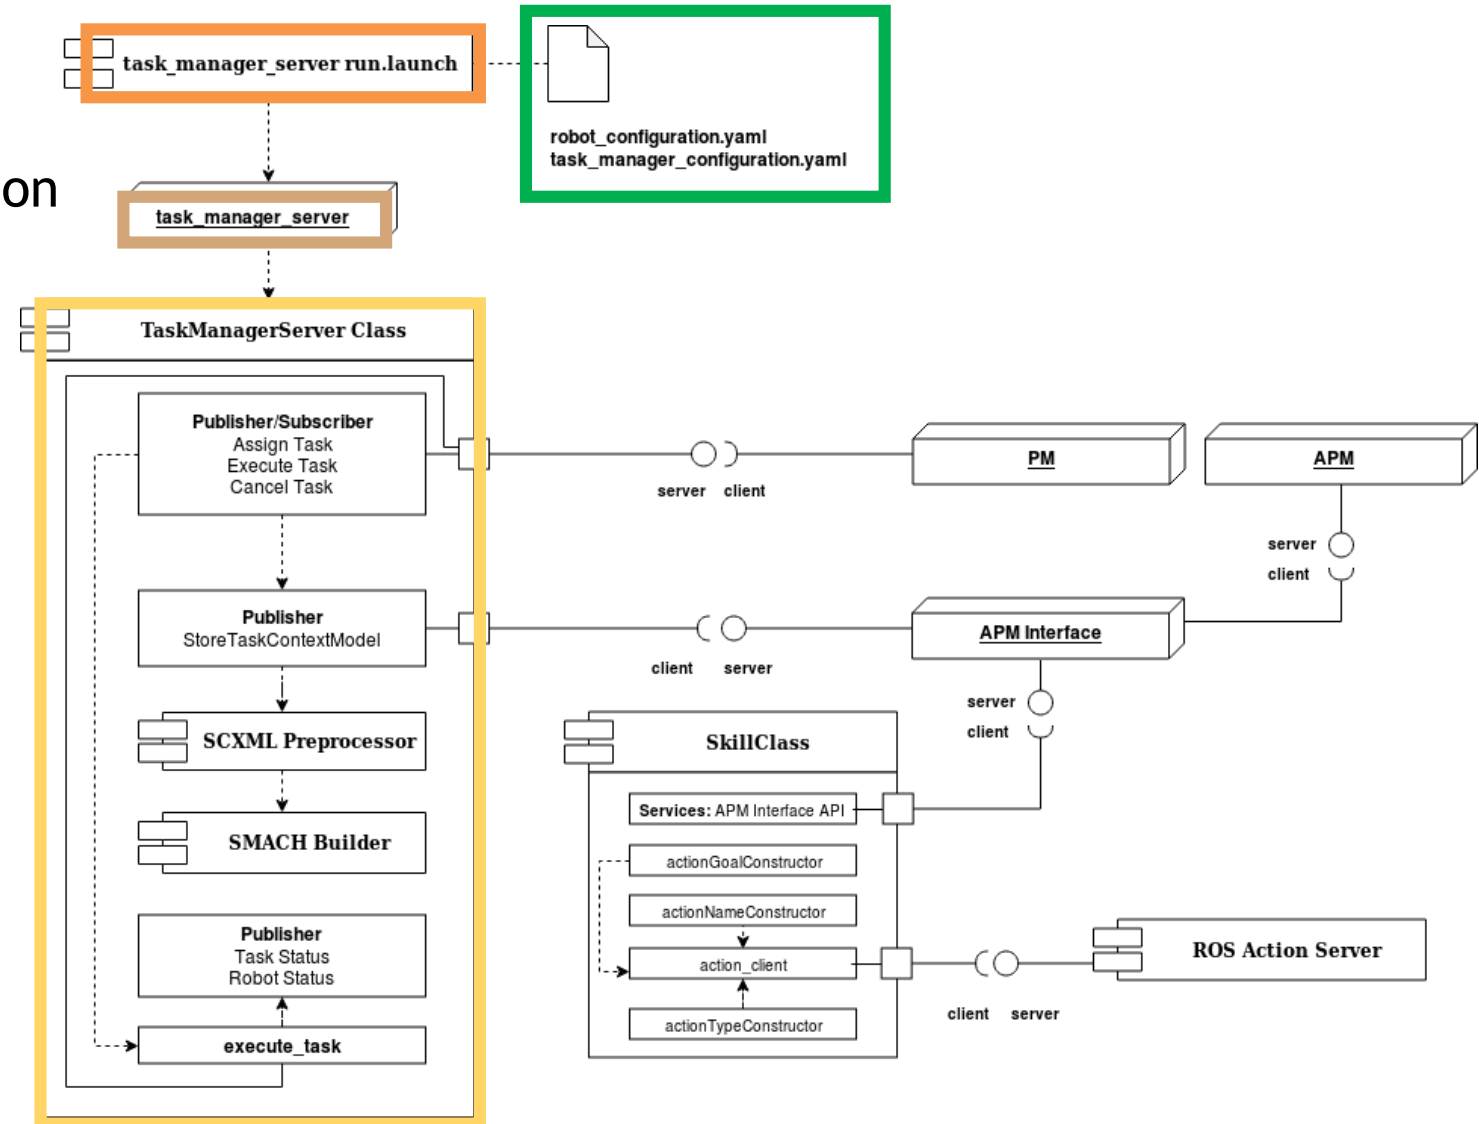 task_manager_server run.launch
robot_configuration.yaml
task_manager_configuration.yaml
on
task_manager_server
TaskManagerServer Class
Publisher/Subscriber
Assign Task
Execute Task
Cancel Task
server client
PM
APM
server
client
Publisher
StoreTaskContextModel
client server
APM Interface
server
client
SCXML Preprocessor
SMACH Builder
Publisher
Task Status
Robot Status
execute_task
SkillClass
Services: APM Interface API
actionGoalConstructor
actionNameConstructor
action_client
actionTypeConstructor
client server
ROS Action Server